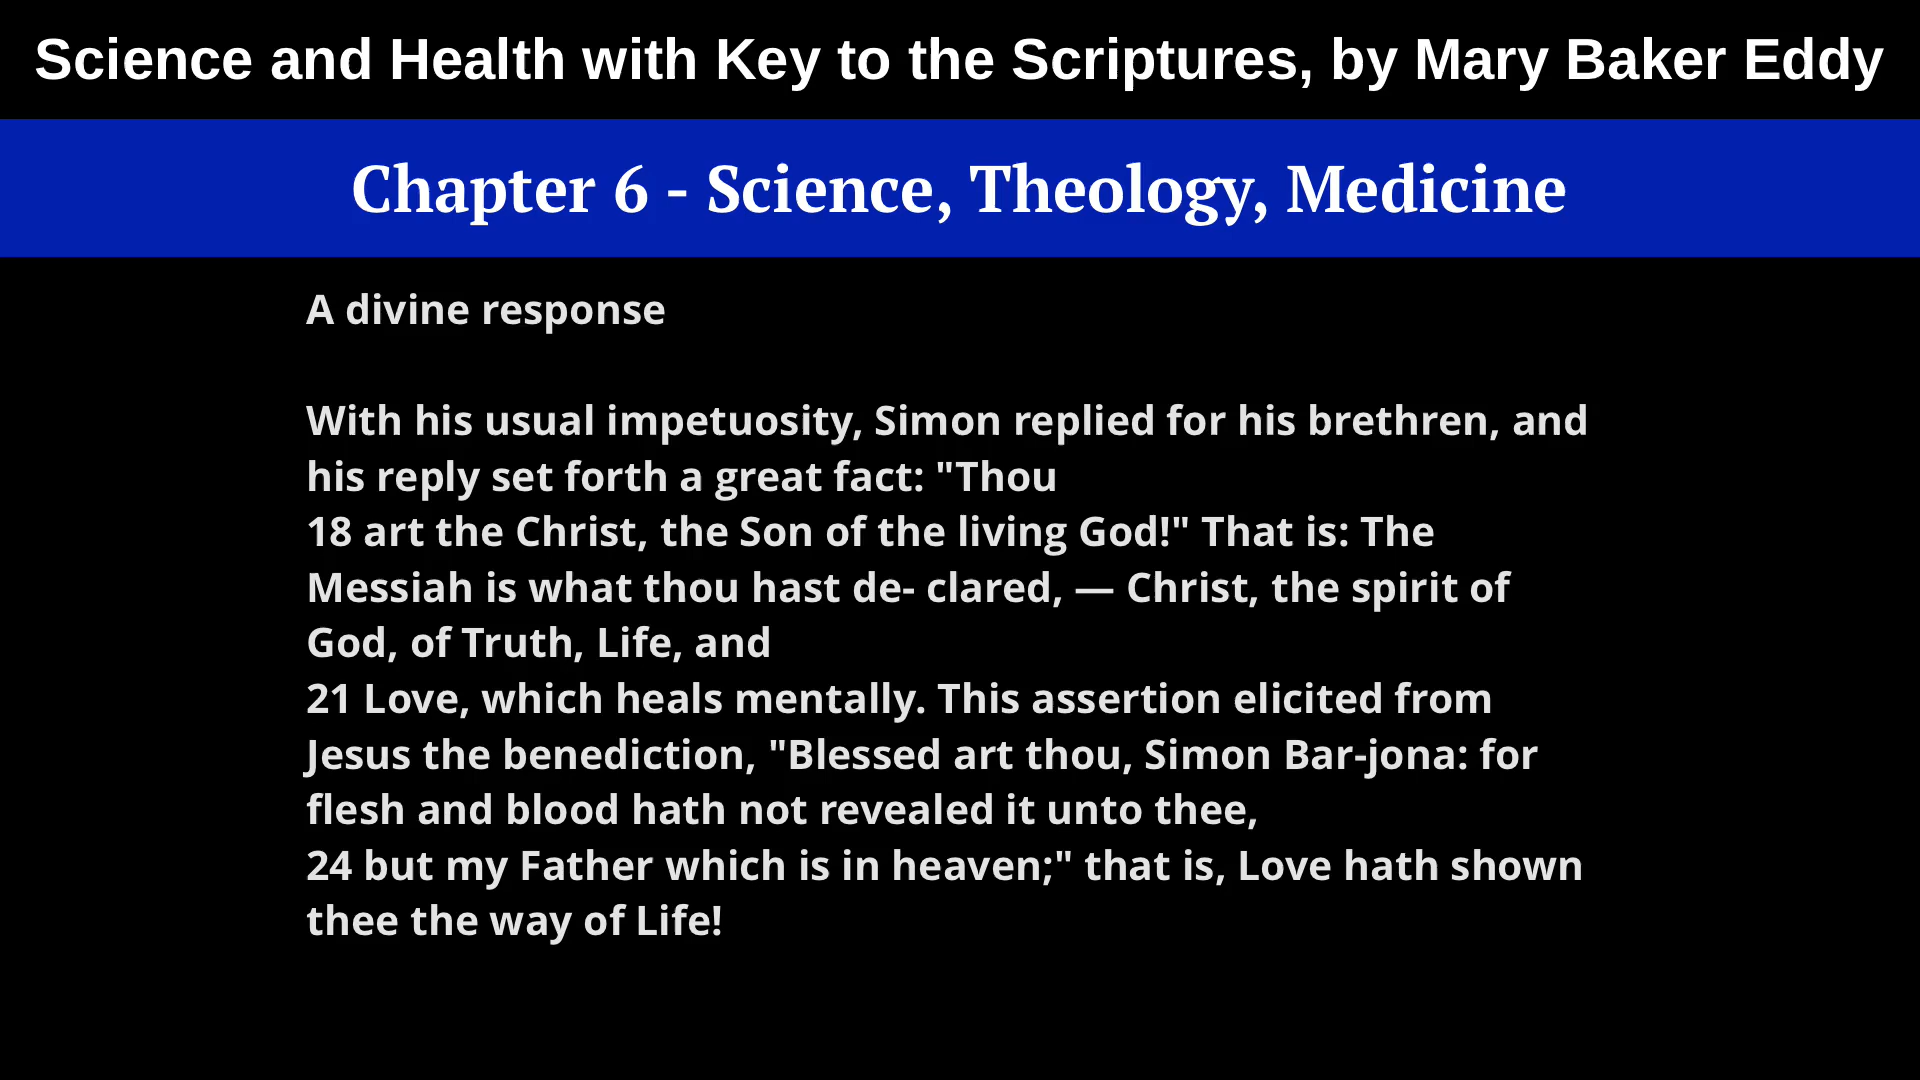 Science and Health with Key to the Scriptures, by Mary Baker Eddy
Chapter 6 - Science, Theology, Medicine
A divine response
With his usual impetuosity, Simon replied for his brethren, and
his reply set forth a great fact: "Thou
18 art the Christ, the Son of the living God!" That is: The
Messiah is what thou hast de- clared, — Christ, the spirit of
God, of Truth, Life, and
21 Love, which heals mentally. This assertion elicited from
Jesus the benediction, "Blessed art thou, Simon Bar-jona: for
flesh and blood hath not revealed it unto thee,
24 but my Father which is in heaven;" that is, Love hath shown
thee the way of Life!